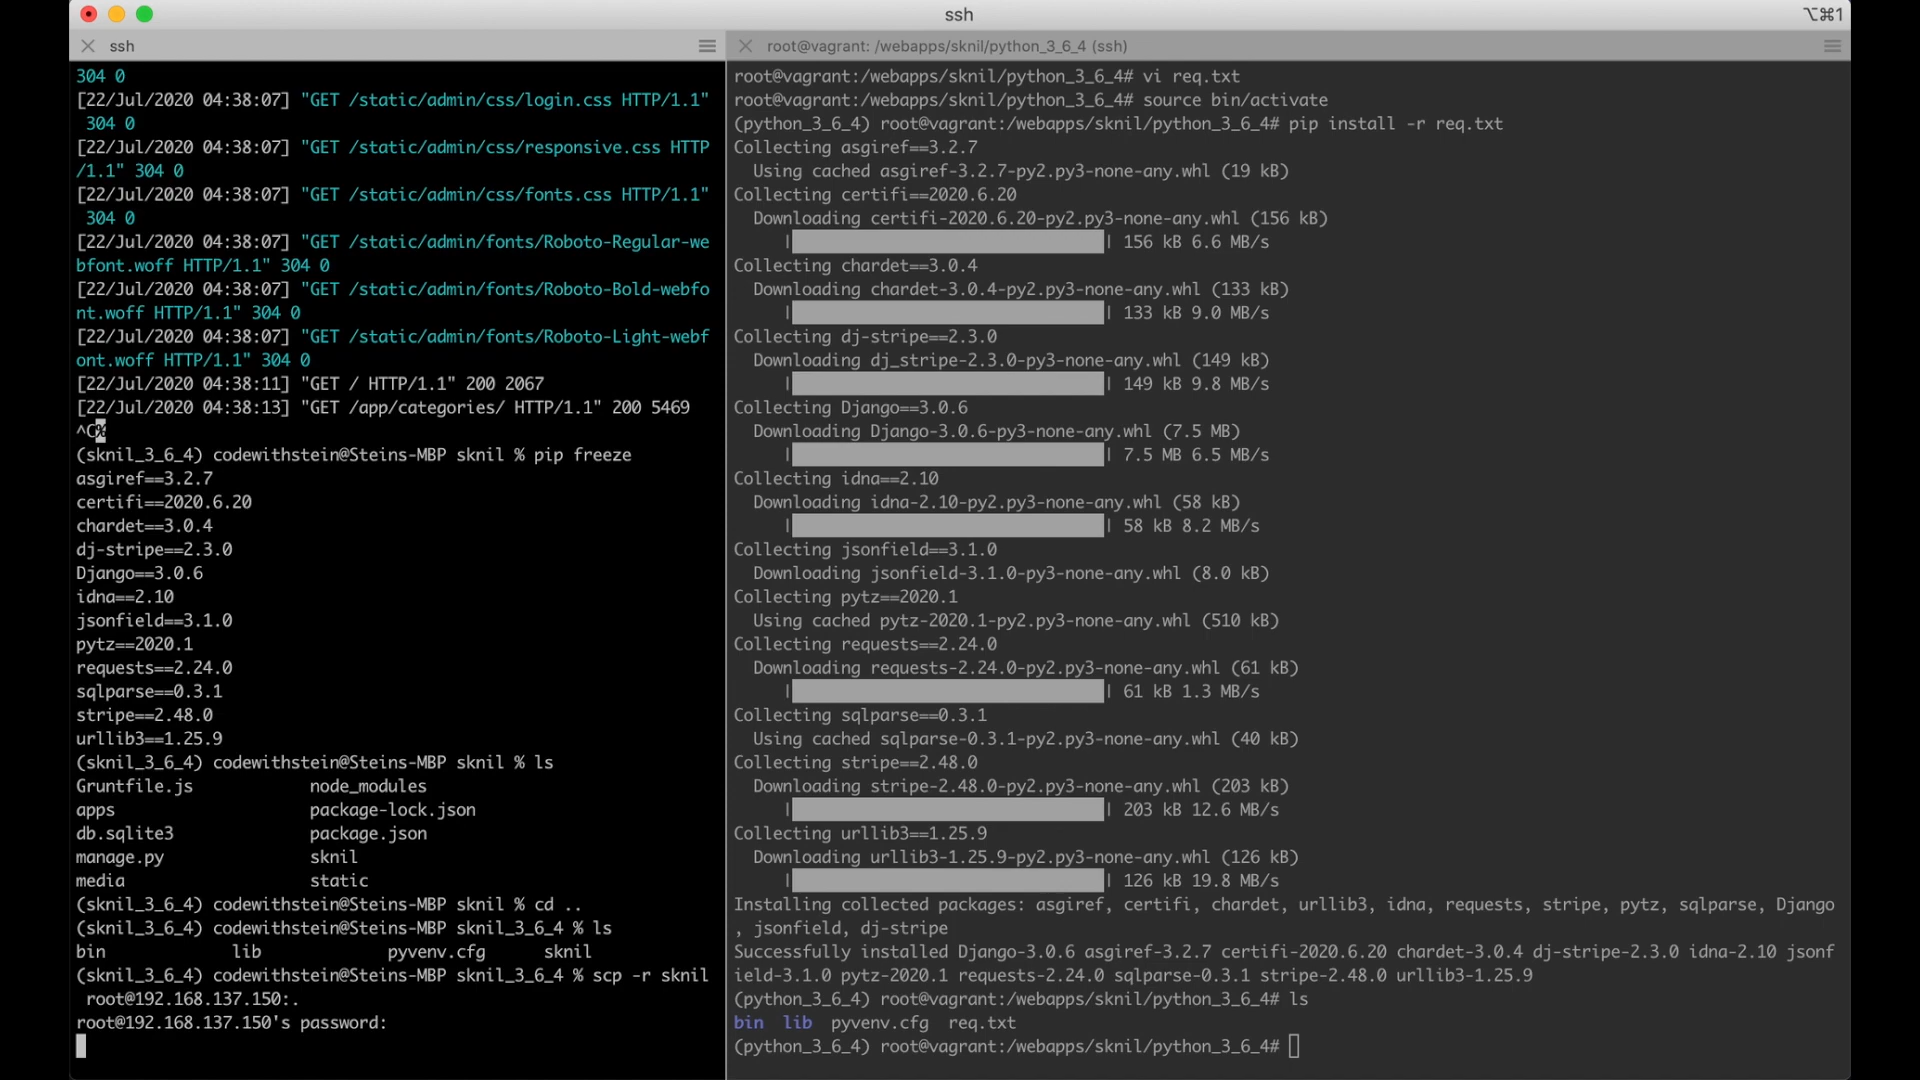 ssh
⌥⌘1
ssh
root@vagrant: /webapps/sknil/python_3_6_4 (ssh)
304 0
[22/Jul/2020 04:38:07] "GET /static/admin/css/login.css HTTP/1.1"
304 0
[22/Jul/2020 04:38:07] "GET /static/admin/css/responsive.css HTTP
/1.1" 304 0
[22/Jul/2020 04:38:07] "GET /static/admin/css/fonts.css HTTP/1.1"
304 0
[22/Jul/2020 04:38:07] "GET /static/admin/fonts/Roboto-Regular-we
bfont.woff HTTP/1.1" 304 0
[22/Jul/2020 04:38:07] "GET /static/admin/fonts/Roboto-Bold-webfo
nt.woff HTTP/1.1" 304 0
[22/Jul/2020 04:38:07] "GET /static/admin/fonts/Roboto-Light-webf
ont.woff HTTP/1.1" 304 0
[22/Jul/2020 04:38:11] "GET / HTTP/1.1" 200 2067
[22/Jul/2020 04:38:13] "GET /app/categories/ HTTP/1.1" 200 5469
^C%
(sknil_3_6_4) codewithstein@Steins-MBP sknil % pip freeze
asgiref==3.2.7
certifi==2020.6.20
chardet==3.0.4
dj-stripe==2.3.0
Django==3.0.6
idna==2.10
jsonfield==3.1.0
pytz==2020.1
requests==2.24.0
sqlparse==0.3.1
stripe==2.48.0
urllib3==1.25.9
(sknil_3_6_4) codewithstein@Steins-MBP sknil % ls
Gruntfile.js node_modules
apps package-lock.json
db.sqlite3 package.json
manage.py sknil
media static
(sknil_3_6_4) codewithstein@Steins-MBP sknil % cd ..
(sknil_3_6_4) codewithstein@Steins-MBP sknil_3_6_4 % ls
bin lib pyvenv.cfg sknil
(sknil_3_6_4) codewithstein@Steins-MBP sknil_3_6_4 % scp -r sknil
root@192.168.137.150:.
root@192.168.137.150's password:
root@vagrant:/webapps/sknil/python_3_6_4# vi req.txt
root@vagrant:/webapps/sknil/python_3_6_4# source bin/activate
(python_3_6_4) root@vagrant:/webapps/sknil/python_3_6_4# pip install -r req.txt
Collecting asgiref==3.2.7
Using cached asgiref-3.2.7-py2.py3-none-any.whl (19 kB)
Collecting certifi==2020.6.20
Downloading certifi-2020.6.20-py2.py3-none-any.whl (156 kB)
| | 156 kB 6.6 MB/s
Collecting chardet==3.0.4
Downloading chardet-3.0.4-py2.py3-none-any.whl (133 kB)
| | 133 kB 9.0 MB/s
Collecting dj-stripe==2.3.0
Downloading dj_stripe-2.3.0-py3-none-any.whl (149 kB)
| | 149 kB 9.8 MB/s
Collecting Django==3.0.6
Downloading Django-3.0.6-py3-none-any.whl (7.5 MB)
| | 7.5 MB 6.5 MB/s
Collecting idna==2.10
Downloading idna-2.10-py2.py3-none-any.whl (58 kB)
| | 58 kB 8.2 MB/s
Collecting jsonfield==3.1.0
Downloading jsonfield-3.1.0-py3-none-any.whl (8.0 kB)
Collecting pytz==2020.1
Using cached pytz-2020.1-py2.py3-none-any.whl (510 kB)
Collecting requests==2.24.0
Downloading requests-2.24.0-py2.py3-none-any.whl (61 kB)
| | 61 kB 1.3 MB/s
Collecting sqlparse==0.3.1
Using cached sqlparse-0.3.1-py2.py3-none-any.whl (40 kB)
Collecting stripe==2.48.0
Downloading stripe-2.48.0-py2.py3-none-any.whl (203 kB)
| | 203 kB 12.6 MB/s
Collecting urllib3==1.25.9
Downloading urllib3-1.25.9-py2.py3-none-any.whl (126 kB)
| | 126 kB 19.8 MB/s
Installing collected packages: asgiref, certifi, chardet, urllib3, idna, requests, stripe, pytz, sqlparse, Django
, jsonfield, dj-stripe
Successfully installed Django-3.0.6 asgiref-3.2.7 certifi-2020.6.20 chardet-3.0.4 dj-stripe-2.3.0 idna-2.10 jsonf
ield-3.1.0 pytz-2020.1 requests-2.24.0 sqlparse-0.3.1 stripe-2.48.0 urllib3-1.25.9
(python_3_6_4) root@vagrant:/webapps/sknil/python_3_6_4# ls
bin lib pyvenv.cfg req.txt
(python_3_6_4) root@vagrant:/webapps/sknil/python_3_6_4#